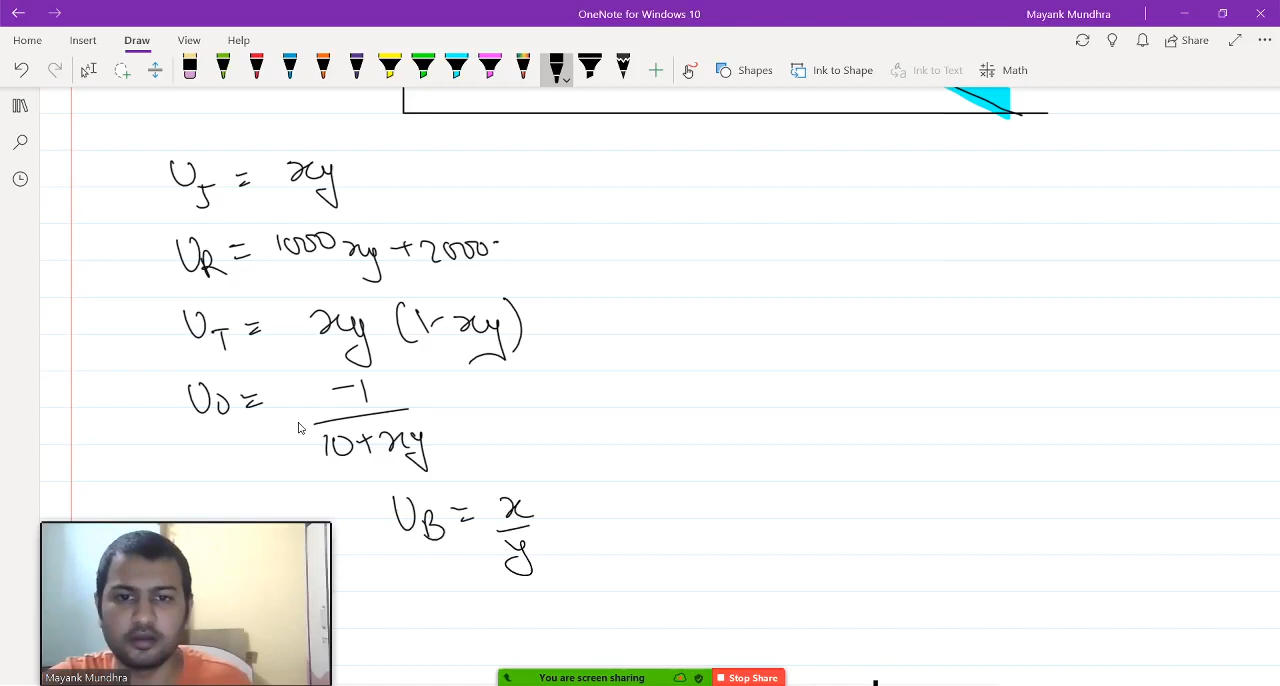 OneNote for Windows 10
Mayank Mundhra
Home Insert Draw View Help
Share
Shapes Ink to Shape Ink to Text Math
U_J = xy
U_R = 1000xy + 2000
U_T = xy (1 - xy)
U_D = -1/(10 + xy)
U_B = x/y
Mayank Mundhra
You are screen sharing Stop Share